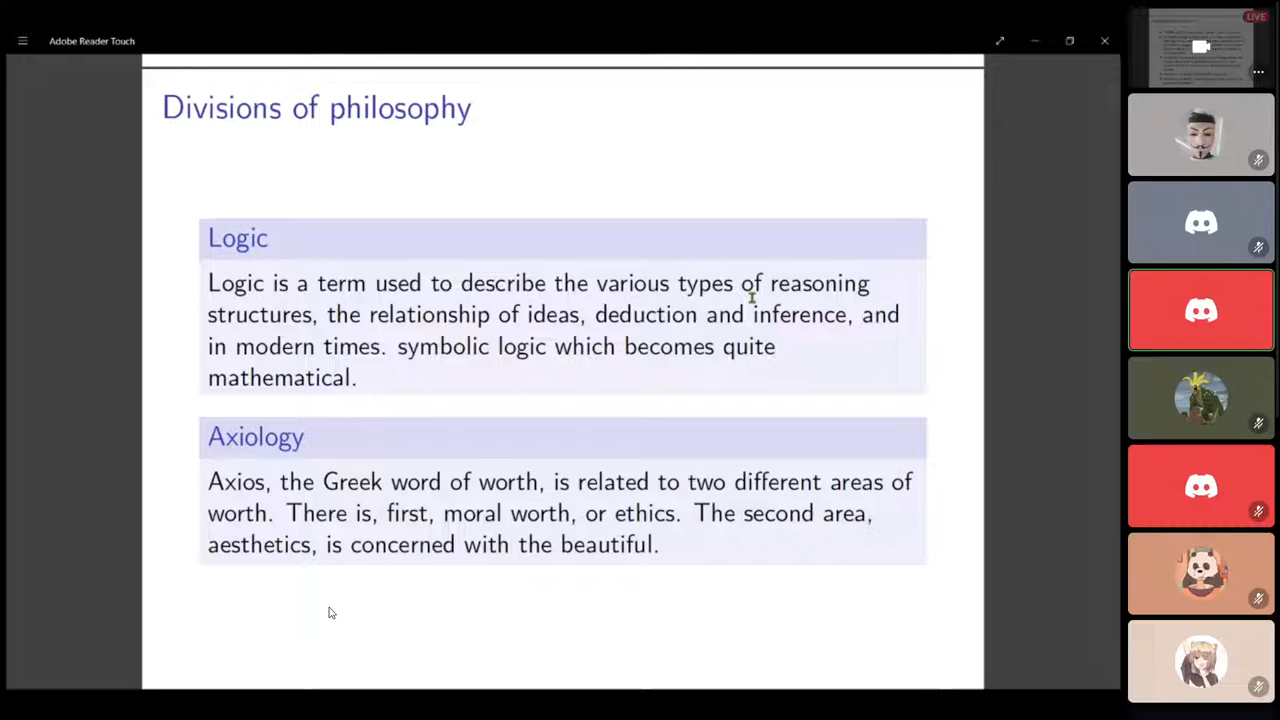 Adobe Reader Touch
LIVE
Divisions of philosophy
Logic
Logic is a term used to describe the various types of reasoning
structures, the relationship of ideas, deduction and inference, and
in modern times. symbolic logic which becomes quite
mathematical.
Axiology
Axios, the Greek word of worth, is related to two different areas of
worth. There is, first, moral worth, or ethics. The second area,
aesthetics, is concerned with the beautiful.